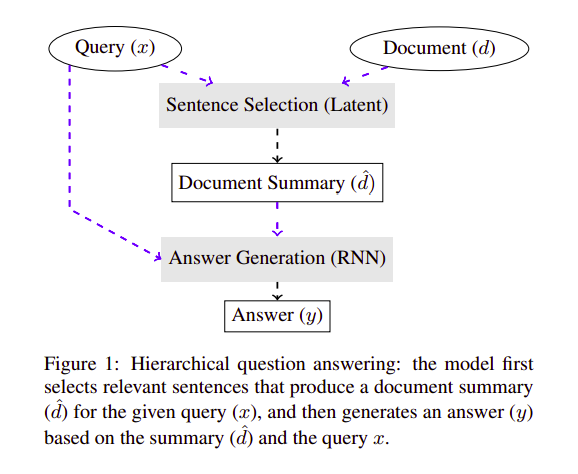 Query (x)
Document (d)
Sentence Selection (Latent)
Document Summary (d̂)
Answer Generation (RNN)
Answer (y)
Figure 1: Hierarchical question answering: the model first
selects relevant sentences that produce a document summary
(d̂) for the given query (x), and then generates an answer (y)
based on the summary (d̂) and the query x.